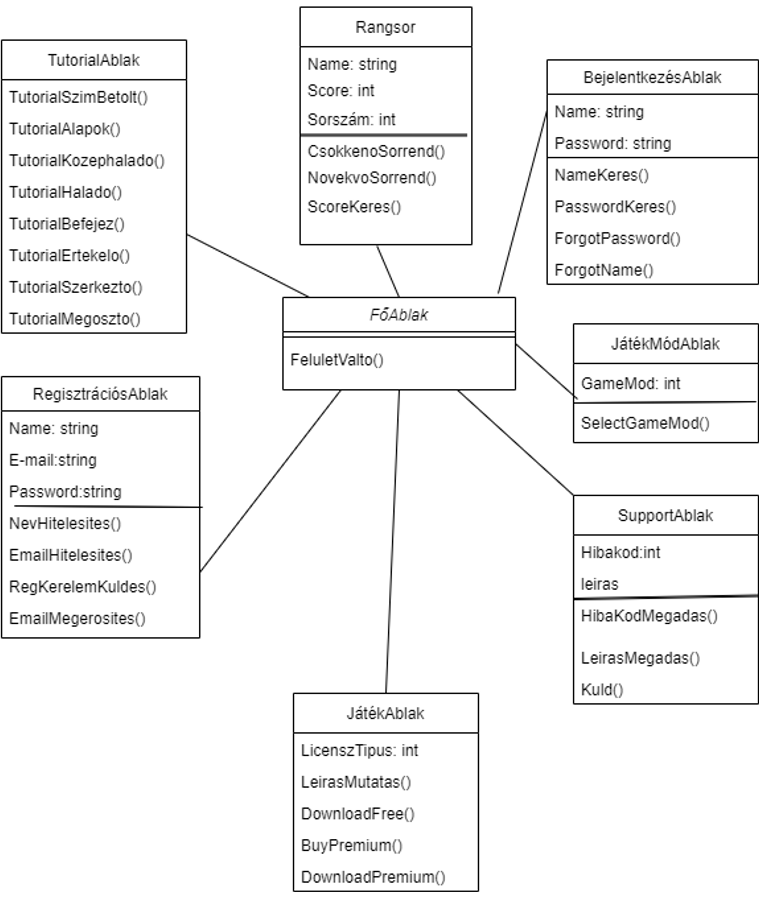 Rangsor
Name: string
Score: int
Sorszám: int
CsokkenoSorrend()
NovekvoSorrend()
ScoreKeres()
TutorialAblak
TutorialSzimBetolt()
TutorialAlapok()
TutorialKozephalado()
TutorialHalado()
TutorialBefejez()
TutorialErtekelo()
TutorialSzerkezto()
TutorialMegoszto()
BejelentkezésAblak
Name: string
Password: string
NameKeres()
PasswordKeres()
ForgotPassword()
ForgotName()
FőAblak
FeluletValto()
JátékMódAblak
GameMod: int
SelectGameMod()
RegisztrációsAblak
Name: string
E-mail:string
Password:string
NevHitelesites()
EmailHitelesites()
RegKerelemKuldes()
EmailMegerosites()
SupportAblak
Hibakod:int
leiras
HibaKodMegadas()
LeirasMegadas()
Kuld()
JátékAblak
LicenszTipus: int
LeirasMutatas()
DownloadFree()
BuyPremium()
DownloadPremium()